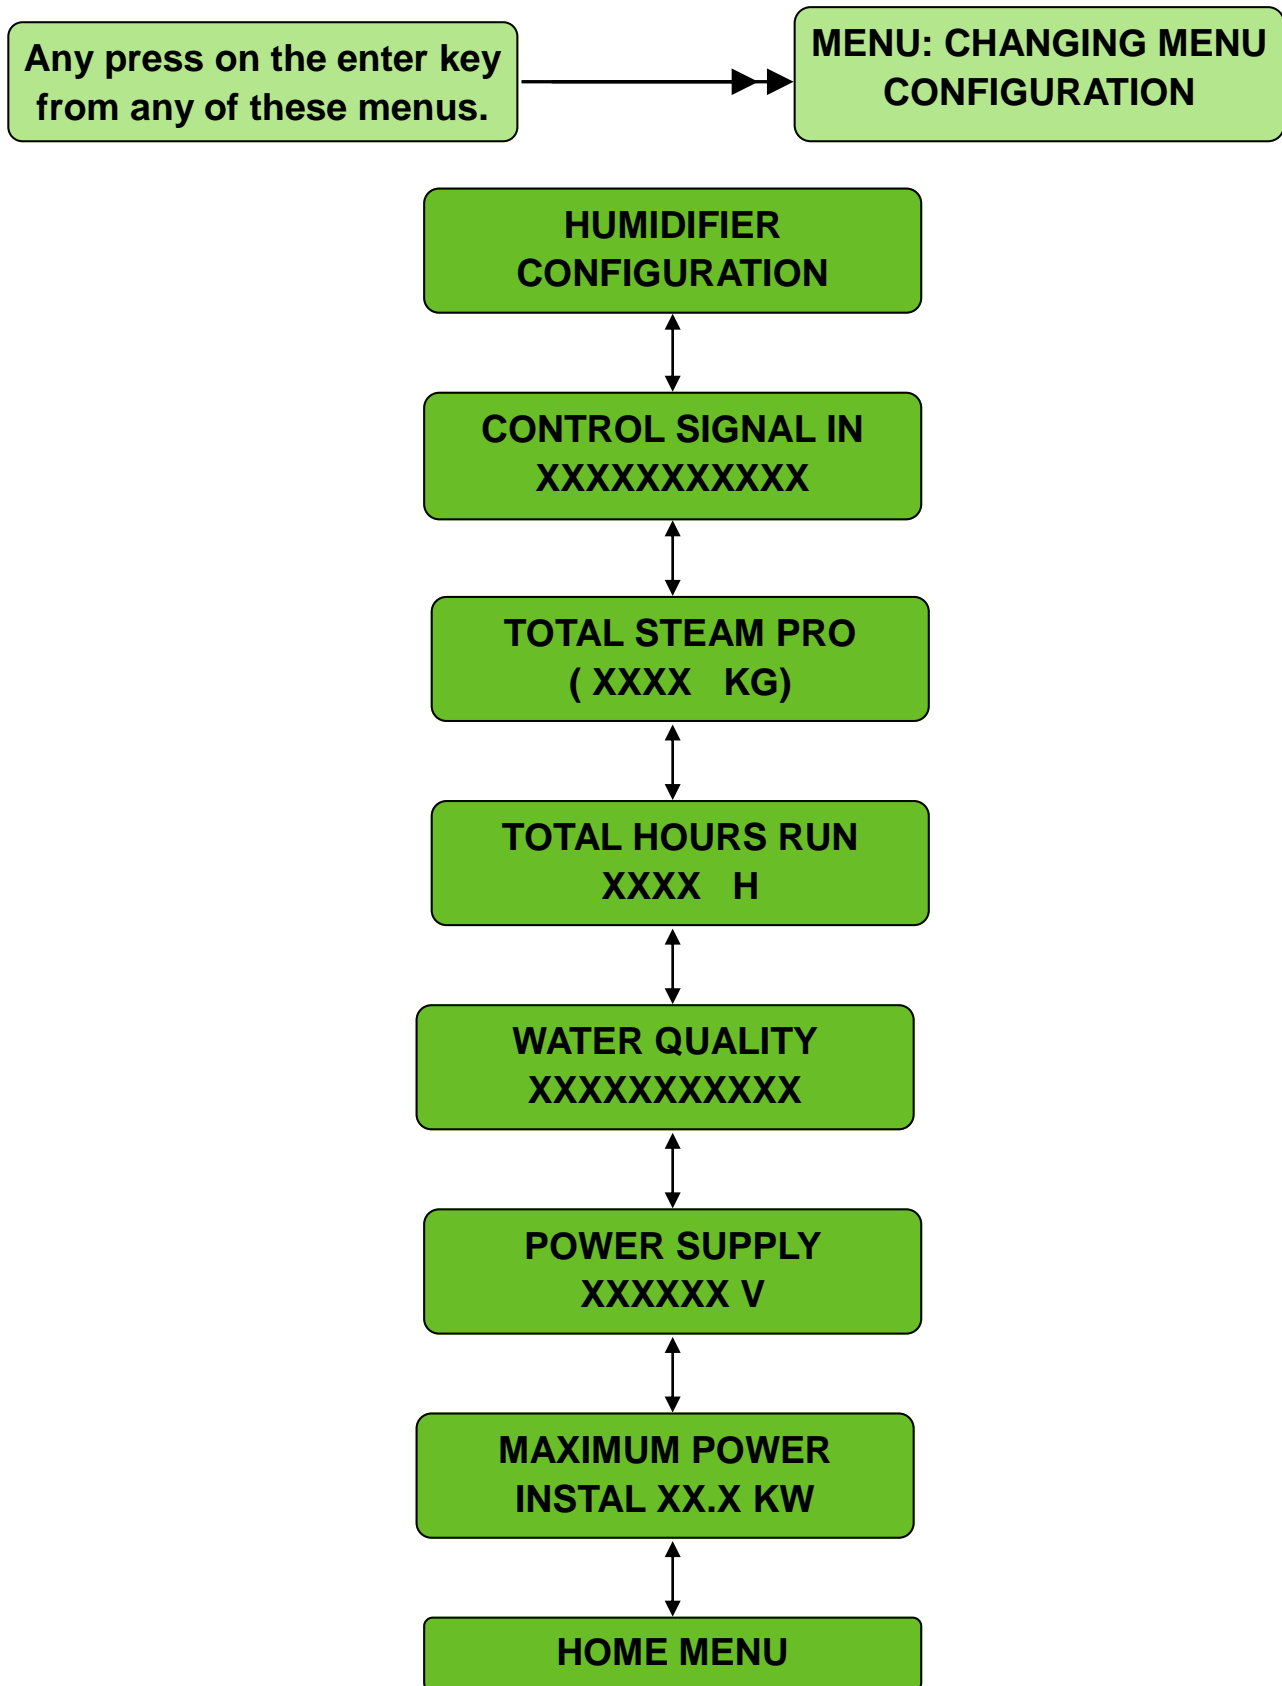 Any press on the enter key
from any of these menus.
MENU: CHANGING MENU
CONFIGURATION
HUMIDIFIER
CONFIGURATION
CONTROL SIGNAL IN
XXXXXXXXXXX
TOTAL STEAM PRO
( XXXX KG)
TOTAL HOURS RUN
XXXX H
WATER QUALITY
XXXXXXXXXXX
POWER SUPPLY
XXXXXX V
MAXIMUM POWER
INSTAL XX.X KW
HOME MENU